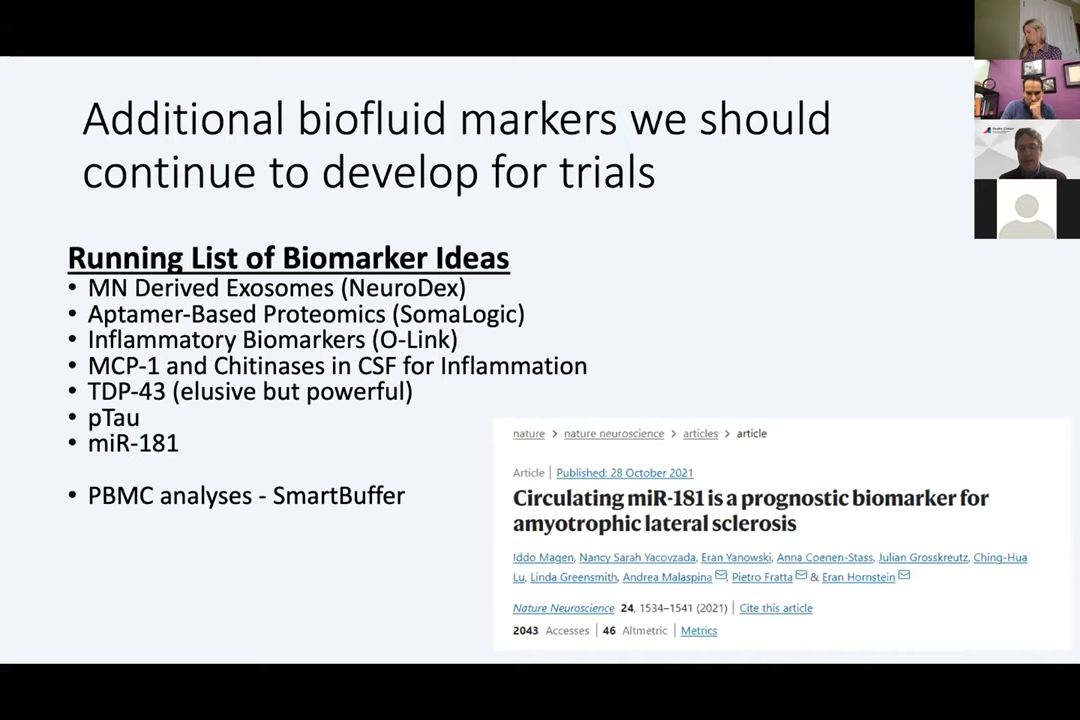 Additional biofluid markers we should
continue to develop for trials
Running List of Biomarker Ideas
• MN Derived Exosomes (NeuroDex)
• Aptamer-Based Proteomics (SomaLogic)
• Inflammatory Biomarkers (O-Link)
• MCP-1 and Chitinases in CSF for Inflammation
• TDP-43 (elusive but powerful)
• pTau
• miR-181
• PBMC analyses - SmartBuffer
nature > nature neuroscience > articles > article
Article | Published: 28 October 2021
Circulating miR-181 is a prognostic biomarker for
amyotrophic lateral sclerosis
Iddo Magen, Nancy Sarah Yacovzada, Eran Yanowski, Anna Coenen-Stass, Julian Grosskreutz, Ching-Hua
Lu, Linda Greensmith, Andrea Malaspina, Pietro Fratta & Eran Hornstein
Nature Neuroscience 24, 1534–1541 (2021) | Cite this article
2043 Accesses | 46 Altmetric | Metrics